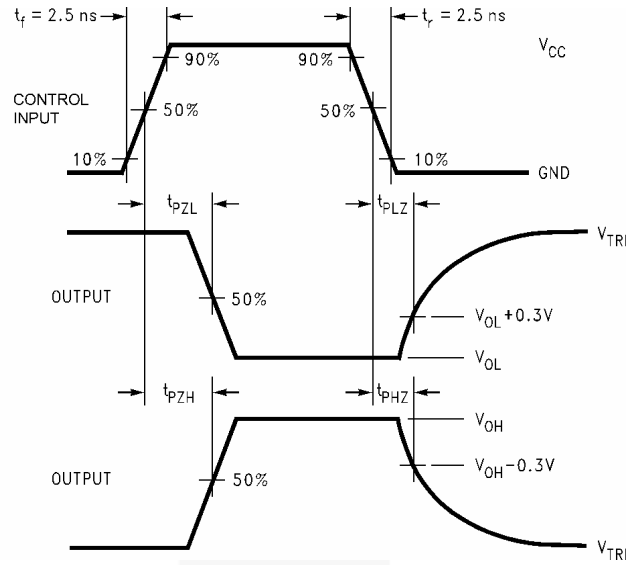 t_f = 2.5 ns
t_r = 2.5 ns
V_CC
90%
90%
CONTROL
INPUT
50%
50%
10%
10%
GND
t_PZL
t_PLZ
V_TRI
OUTPUT
50%
V_OL+0.3V
V_OL
t_PZH
t_PHZ
V_OH
V_OH−0.3V
OUTPUT
50%
V_TRI